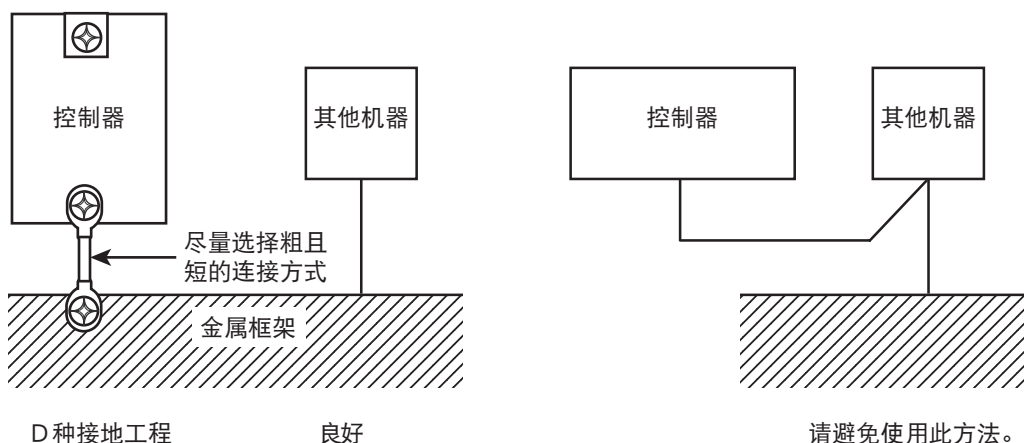 控制器
其他机器
控制器
其他机器
尽量选择粗且
短的连接方式
金属框架
D种接地工程
良好
请避免使用此方法。